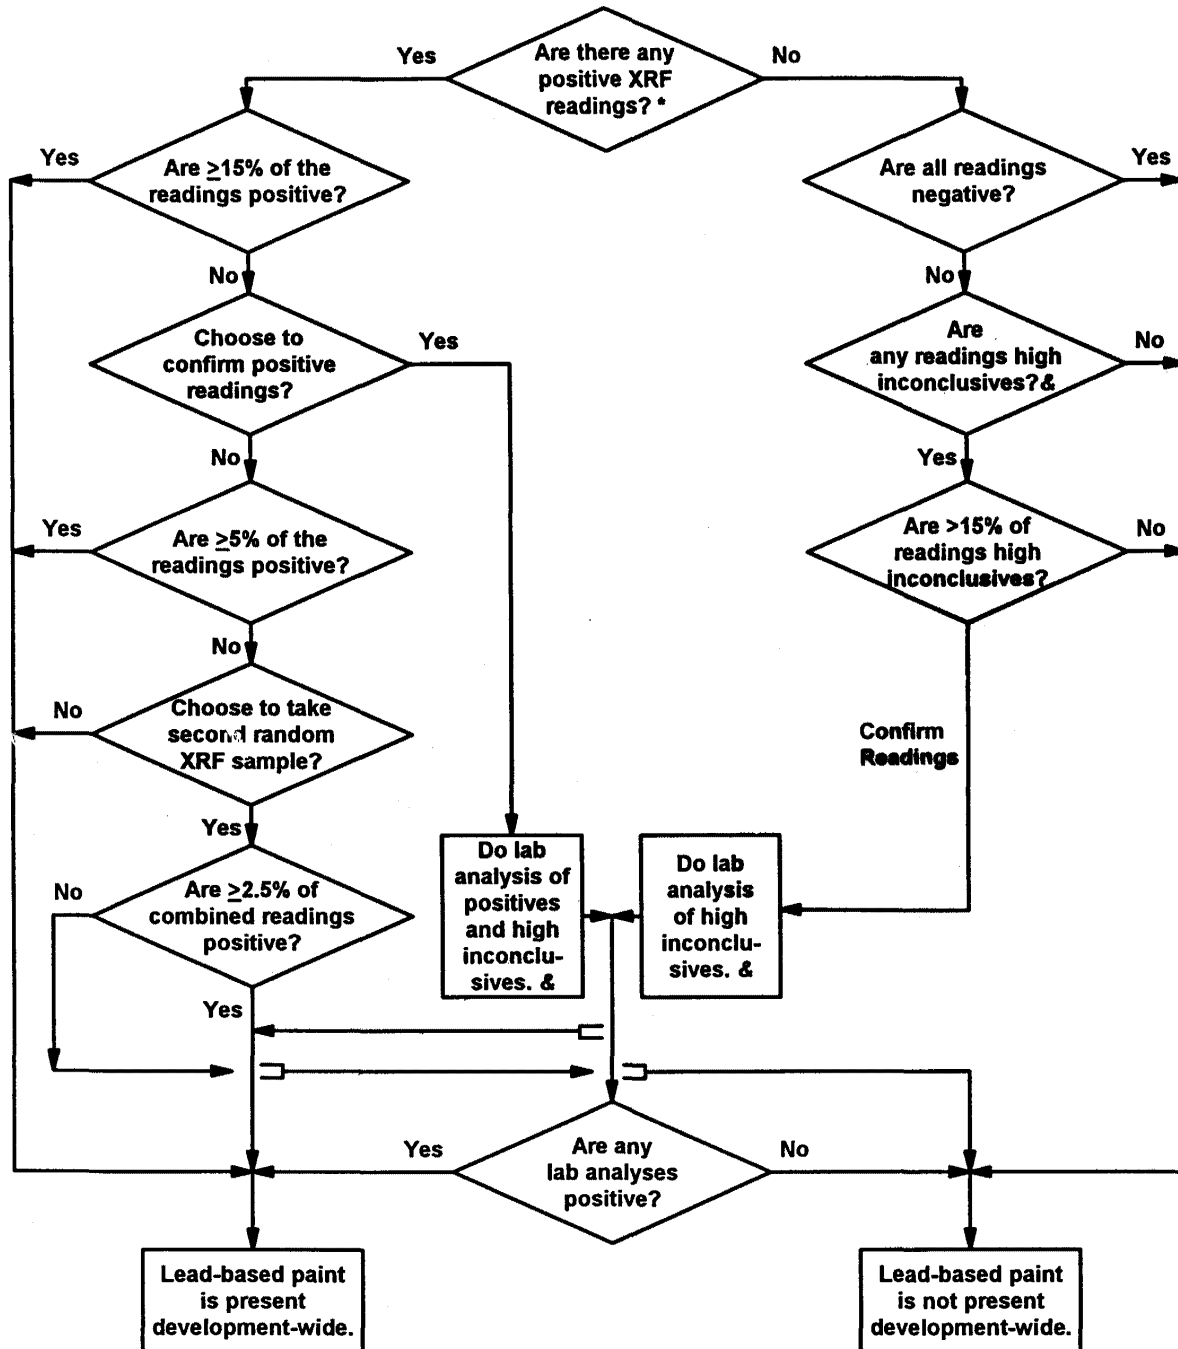 Are there any
positive XRF
readings? *
Yes
No
Are ≥15% of the
readings positive?
Yes
No
Are all readings
negative?
Yes
No
Choose to
confirm positive
readings?
Yes
No
Are
any readings high
inconclusives?&
No
Yes
Are ≥5% of the
readings positive?
Yes
No
Are >15% of
readings high
inconclusives?
No
Confirm
Readings
Choose to take
second random
XRF sample?
No
Yes
Are ≥2.5% of
combined readings
positive?
No
Yes
Do lab
analysis of
positives
and high
inconclu-
sives. &
Do lab
analysis
of high
inconclu-
sives. &
Are any
lab analyses
positive?
Yes
No
Lead-based paint
is present
development-wide.
Lead-based paint
is not present
development-wide.